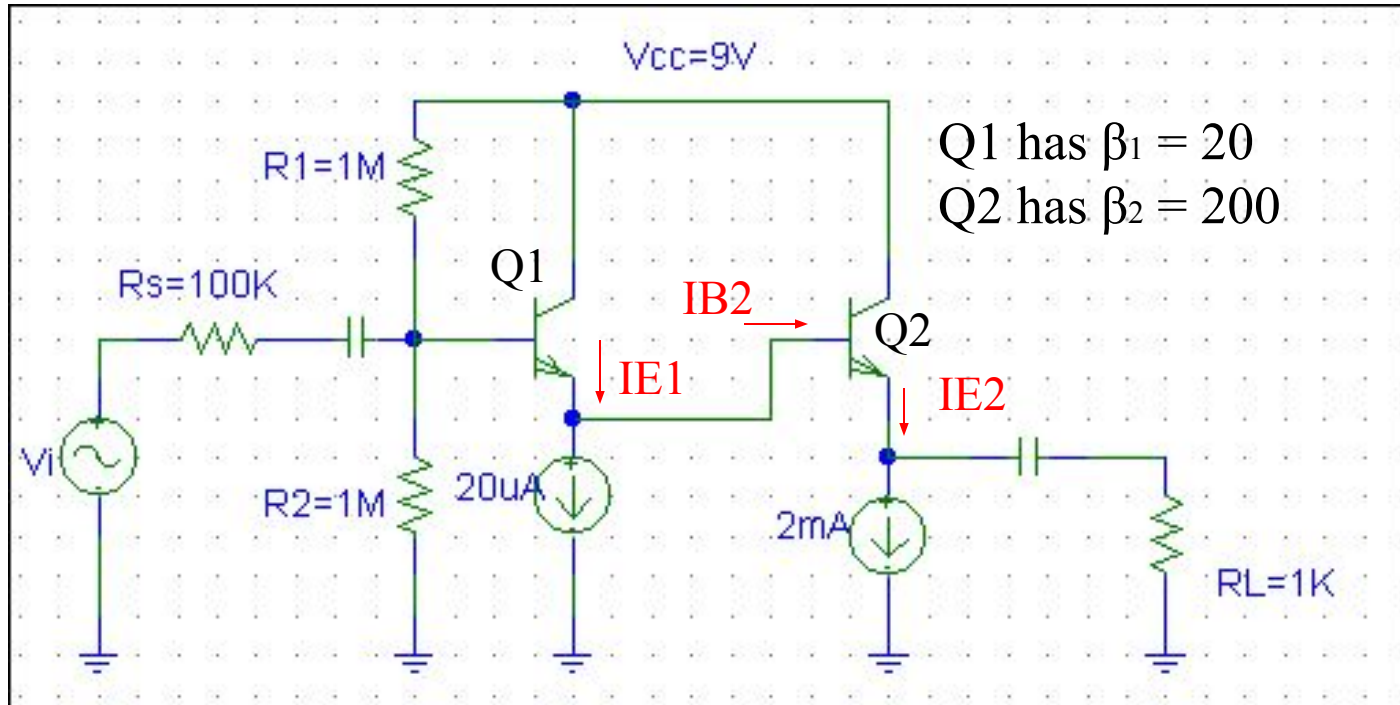 Vcc=9V
Q1 has β1 = 20
Q2 has β2 = 200
R1=1M
Q1
Rs=100K
IB2
Q2
IE1
IE2
Vi
R2=1M
20uA
2mA
RL=1K